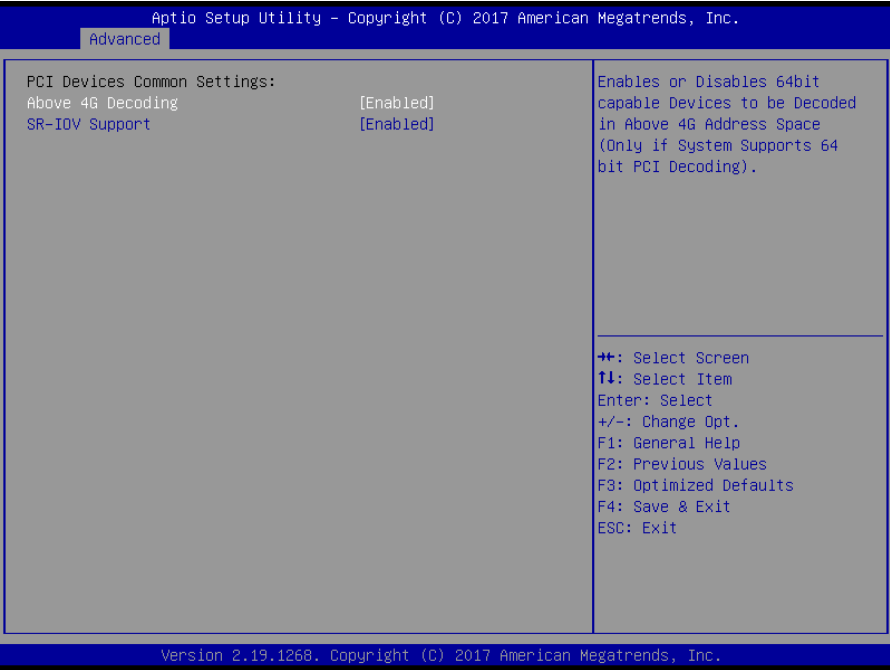 Aptio Setup Utility – Copyright (C) 2017 American Megatrends, Inc.
Advanced
PCI Devices Common Settings:
Above 4G Decoding [Enabled]
SR-IOV Support [Enabled]
Enables or Disables 64bit
capable Devices to be Decoded
in Above 4G Address Space
(Only if System Supports 64
bit PCI Decoding).
→←: Select Screen
↑↓: Select Item
Enter: Select
+/-: Change Opt.
F1: General Help
F2: Previous Values
F3: Optimized Defaults
F4: Save & Exit
ESC: Exit
Version 2.19.1268. Copyright (C) 2017 American Megatrends, Inc.